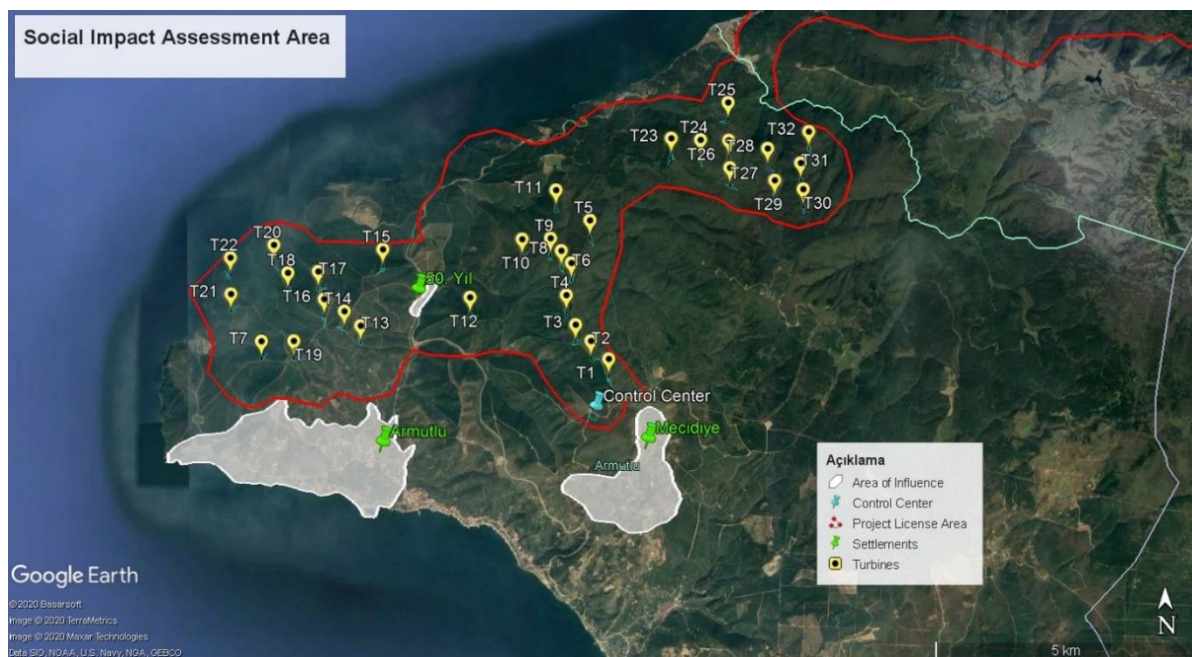 Social Impact Assessment Area
T25
T23
T24
T32
T26
T28
T31
T27
T11
T29
T30
T5
T9
T20
T15
T8
T22
T10
T6
T18
T17
50. Yıl
T21
T16
T14
T4
T12
T13
T3
T7
T19
T2
T1
Control Center
Armutlu
Mecidiye
Armutlu
Açıklama
Area of Influence
Control Center
Project License Area
Settlements
Turbines
Google Earth
© 2020 Basarsoft
Image © 2020 TerraMetrics
Image © 2020 Maxar Technologies
Data SIO, NOAA, U.S. Navy, NGA, GEBCO
N
5 km